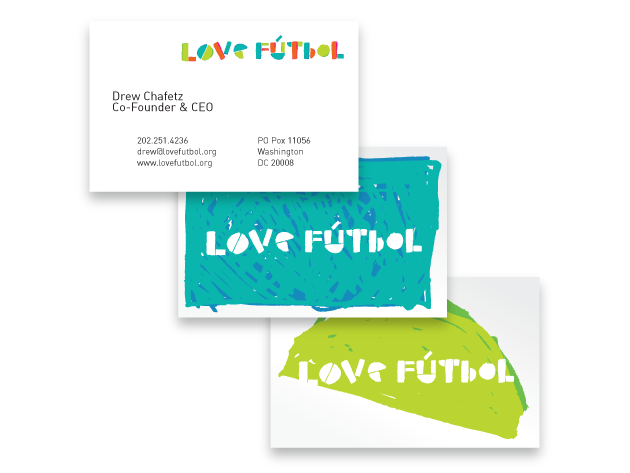 LOVe FÚTboL
Drew Chafetz
Co-Founder & CEO
202.251.4236
drew@lovefutbol.org
www.lovefutbol.org
PO Pox 11056
Washington
DC 20008
LOVe FÚTboL
LOVe FÚTboL